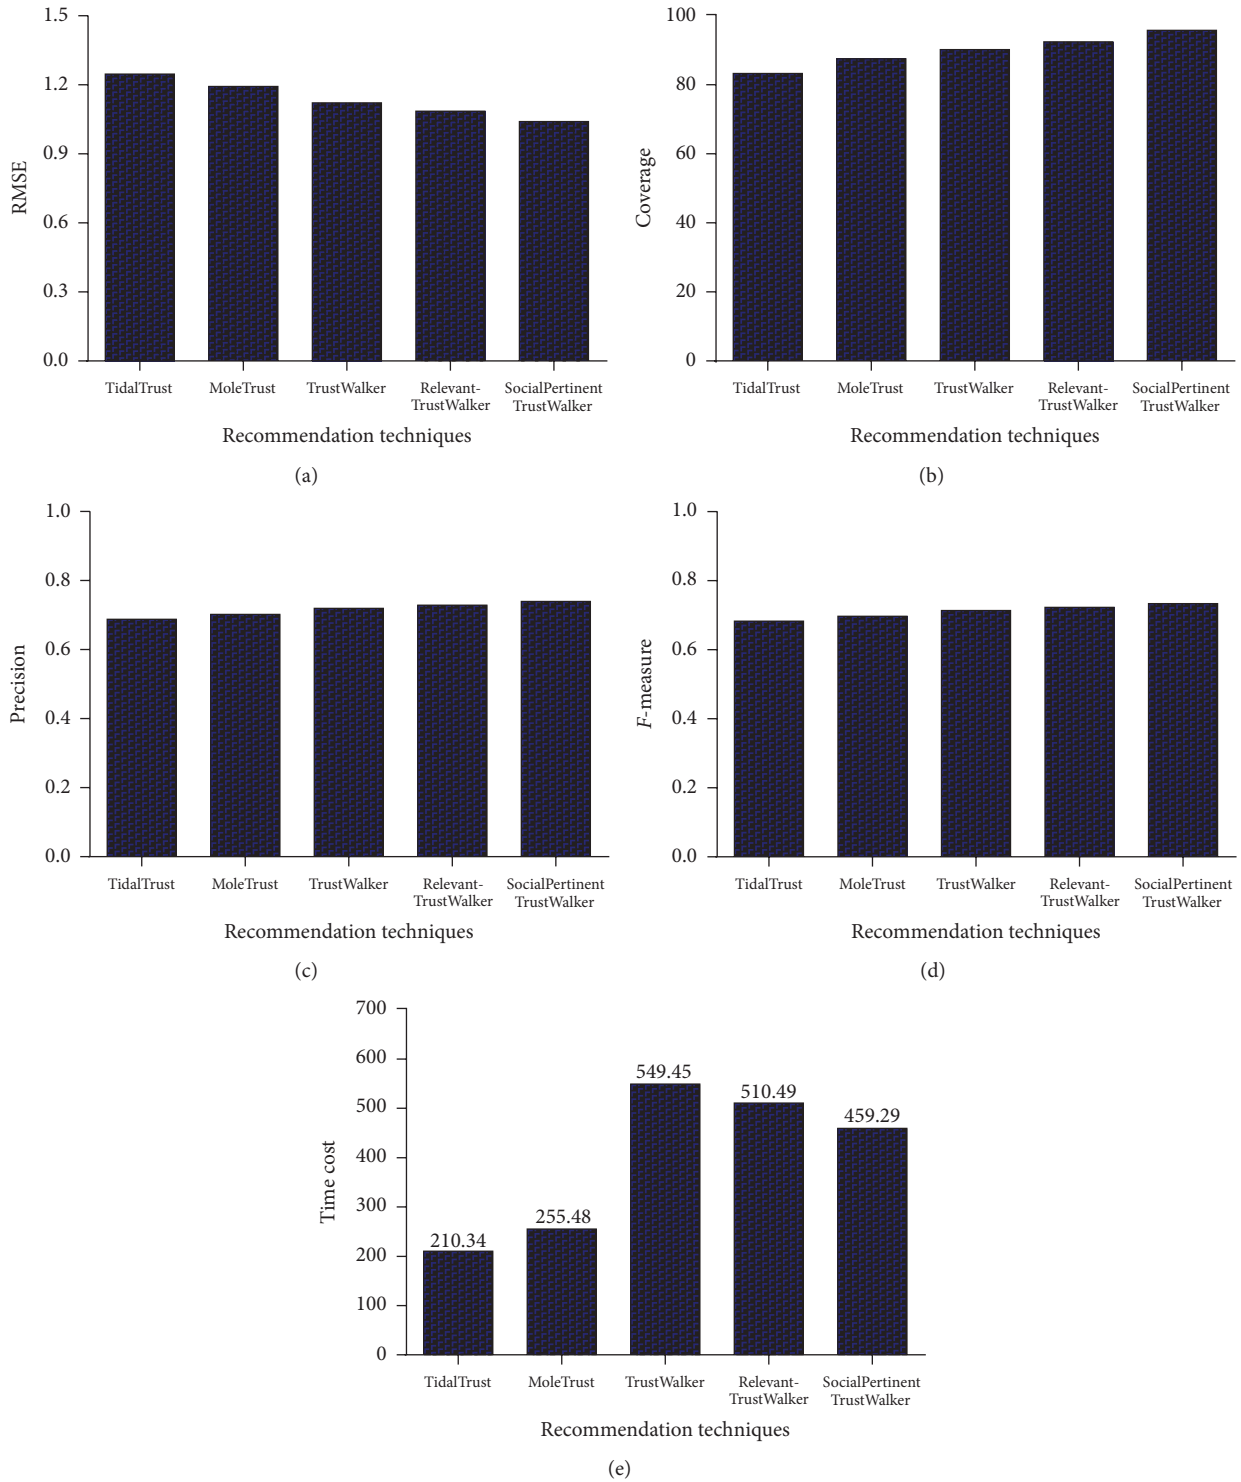 1.5
1.2
0.9
0.6
0.3
0.0
RMSE
TidalTrust MoleTrust TrustWalker Relevant- SocialPertinent
TrustWalker TrustWalker
Recommendation techniques
(a)
100
80
60
40
20
0
Coverage
TidalTrust MoleTrust TrustWalker Relevant- SocialPertinent
TrustWalker TrustWalker
Recommendation techniques
(b)
1.0
0.8
0.6
0.4
0.2
0.0
Precision
TidalTrust MoleTrust TrustWalker Relevant- SocialPertinent
TrustWalker TrustWalker
Recommendation techniques
(c)
1.0
0.8
0.6
0.4
0.2
0.0
F-measure
TidalTrust MoleTrust TrustWalker Relevant- SocialPertinent
TrustWalker TrustWalker
Recommendation techniques
(d)
700
600
500
400
300
200
100
0
Time cost
210.34
255.48
549.45
510.49
459.29
TidalTrust MoleTrust TrustWalker Relevant- SocialPertinent
TrustWalker TrustWalker
Recommendation techniques
(e)